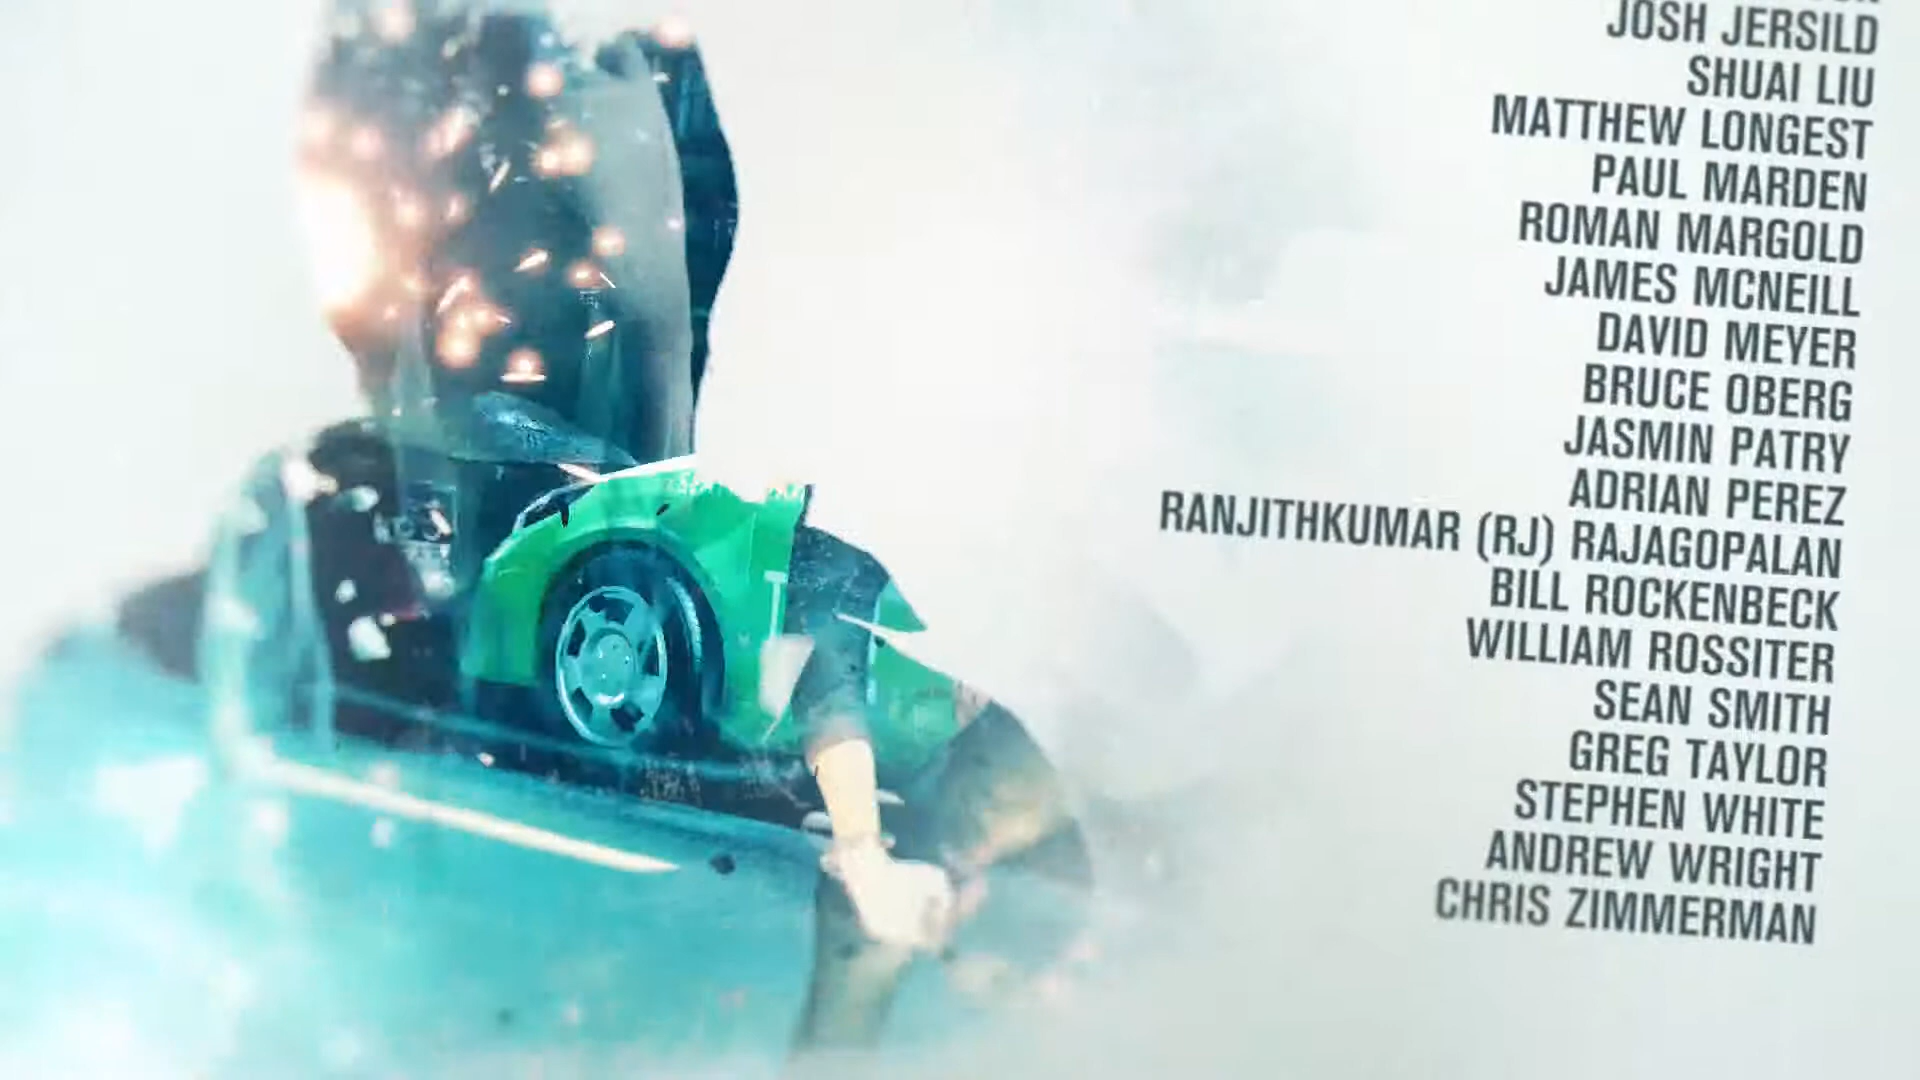 JOSH JERSILD
SHUAI LIU
MATTHEW LONGEST
PAUL MARDEN
ROMAN MARGOLD
JAMES MCNEILL
DAVID MEYER
BRUCE OBERG
JASMIN PATRY
ADRIAN PEREZ
RANJITHKUMAR (RJ) RAJAGOPALAN
BILL ROCKENBECK
WILLIAM ROSSITER
SEAN SMITH
GREG TAYLOR
STEPHEN WHITE
ANDREW WRIGHT
CHRIS ZIMMERMAN